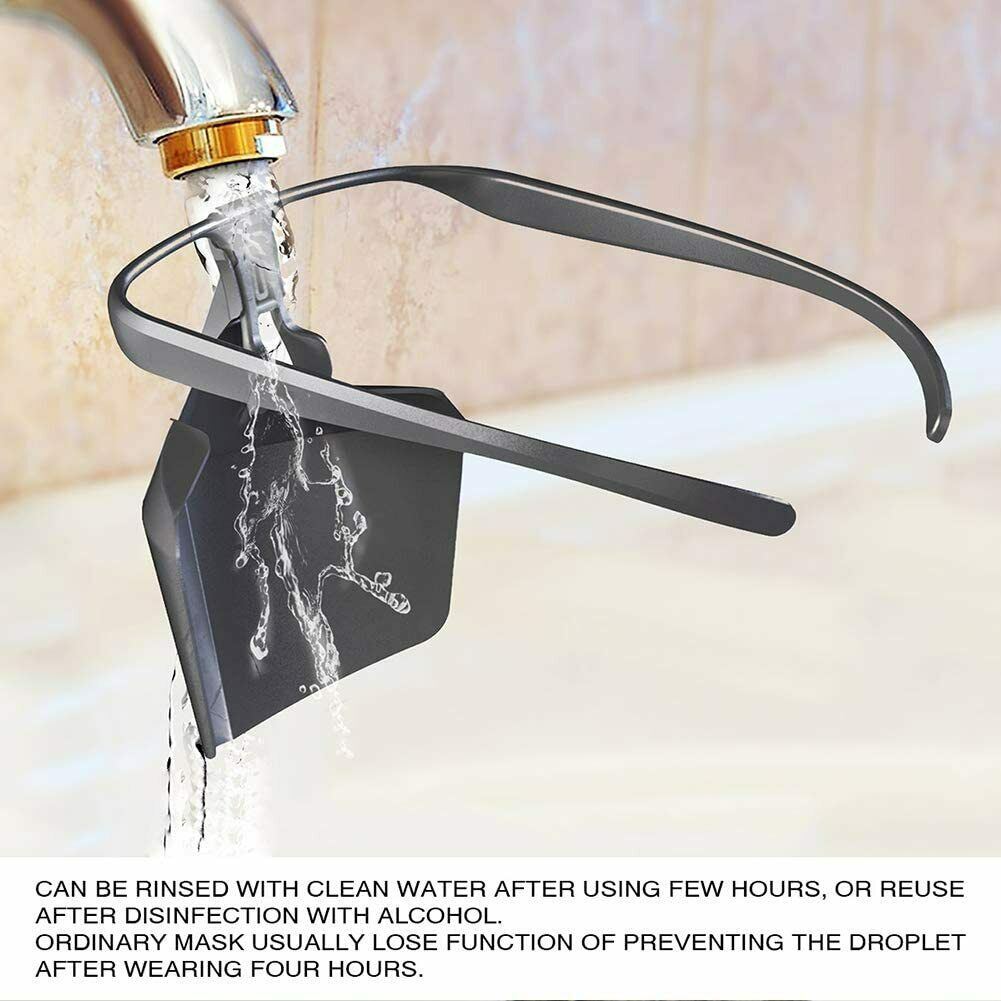 CAN BE RINSED WITH CLEAN WATER AFTER USING FEW HOURS, OR REUSE
AFTER DISINFECTION WITH ALCOHOL.
ORDINARY MASK USUALLY LOSE FUNCTION OF PREVENTING THE DROPLET
AFTER WEARING FOUR HOURS.